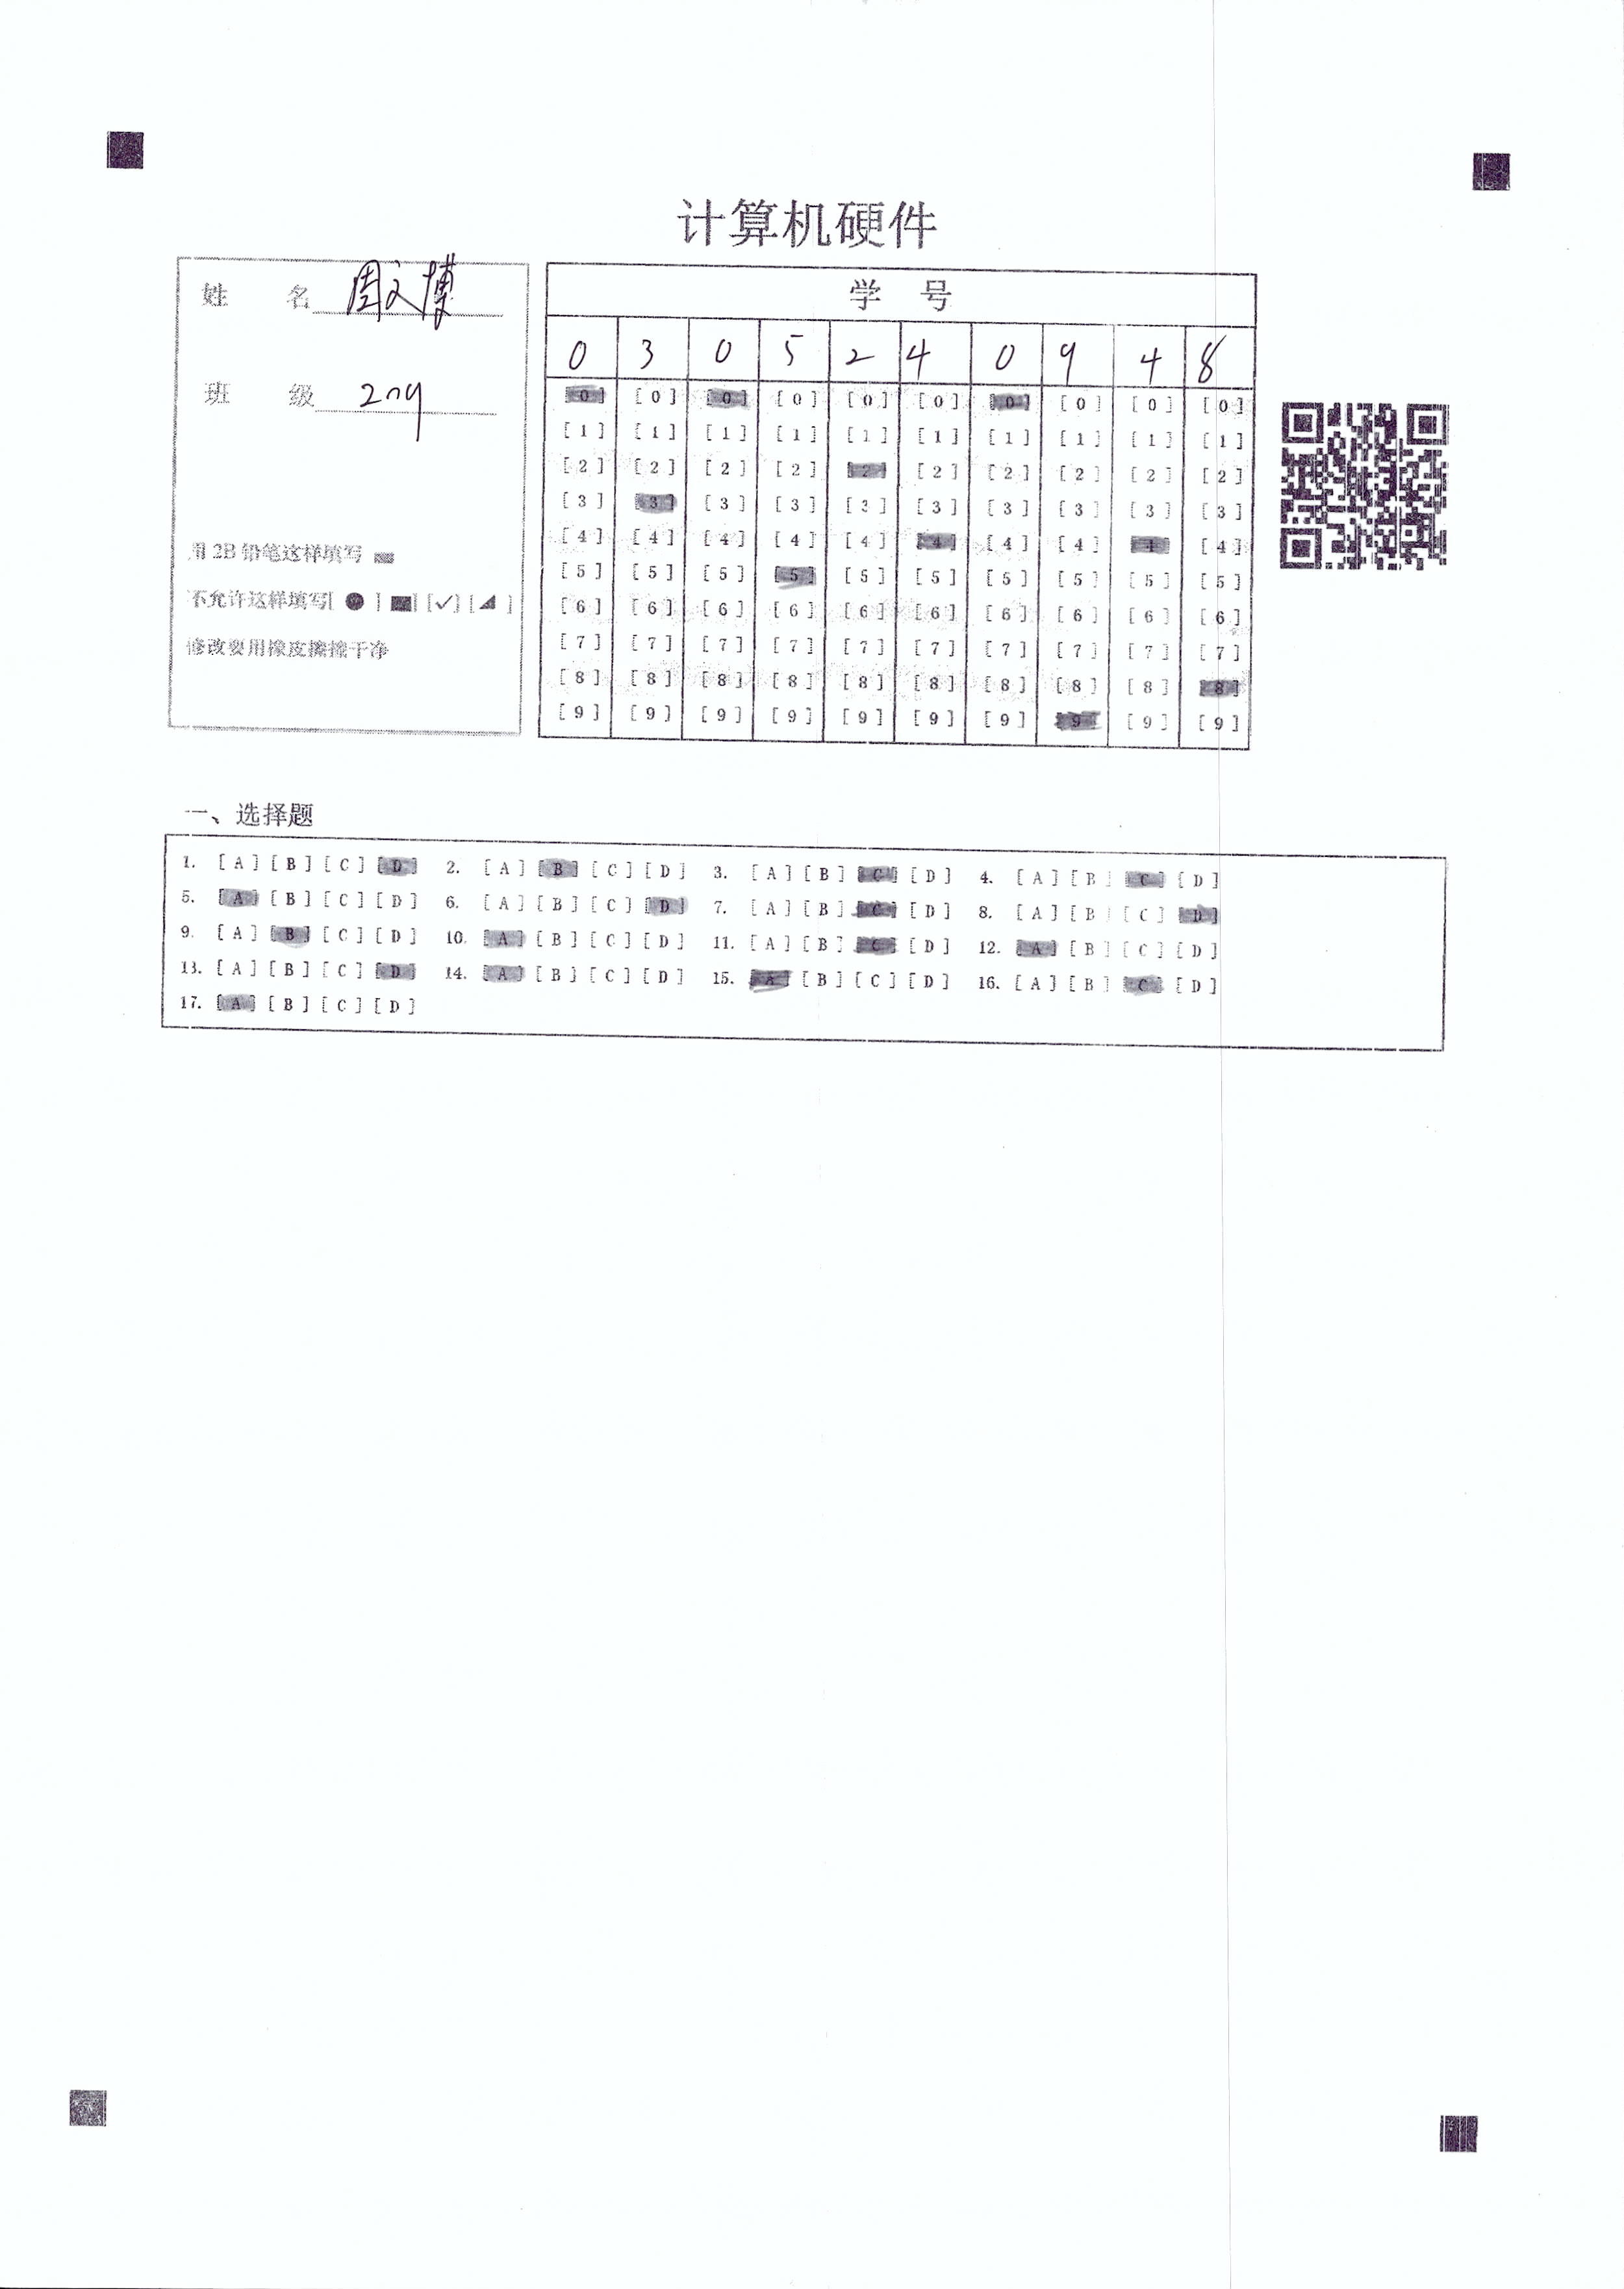 计算机硬件
姓 名 周文博
班 级 2209
用2B铅笔这样填写
不允许这样填写[ ● ] [■] [✓] [◢ ]
修改要用橡皮擦擦干净
学 号
0 3 0 5 2 4 0 9 4 8
[0] [0] [0] [0] [0] [0] [0] [0] [0] [0]
[1] [1] [1] [1] [1] [1] [1] [1] [1] [1]
[2] [2] [2] [2] [2] [2] [2] [2] [2] [2]
[3] [3] [3] [3] [3] [3] [3] [3] [3] [3]
[4] [4] [4] [4] [4] [4] [4] [4] [4] [4]
[5] [5] [5] [5] [5] [5] [5] [5] [5] [5]
[6] [6] [6] [6] [6] [6] [6] [6] [6] [6]
[7] [7] [7] [7] [7] [7] [7] [7] [7] [7]
[8] [8] [8] [8] [8] [8] [8] [8] [8] [8]
[9] [9] [9] [9] [9] [9] [9] [9] [9] [9]
一、选择题
1. [A] [B] [C] [D] 2. [A] [B] [C] [D] 3. [A] [B] [C] [D] 4. [A] [B] [C] [D]
5. [A] [B] [C] [D] 6. [A] [B] [C] [D] 7. [A] [B] [C] [D] 8. [A] [B] [C] [D]
9. [A] [B] [C] [D] 10. [A] [B] [C] [D] 11. [A] [B] [C] [D] 12. [A] [B] [C] [D]
13. [A] [B] [C] [D] 14. [A] [B] [C] [D] 15. [A] [B] [C] [D] 16. [A] [B] [C] [D]
17. [A] [B] [C] [D]